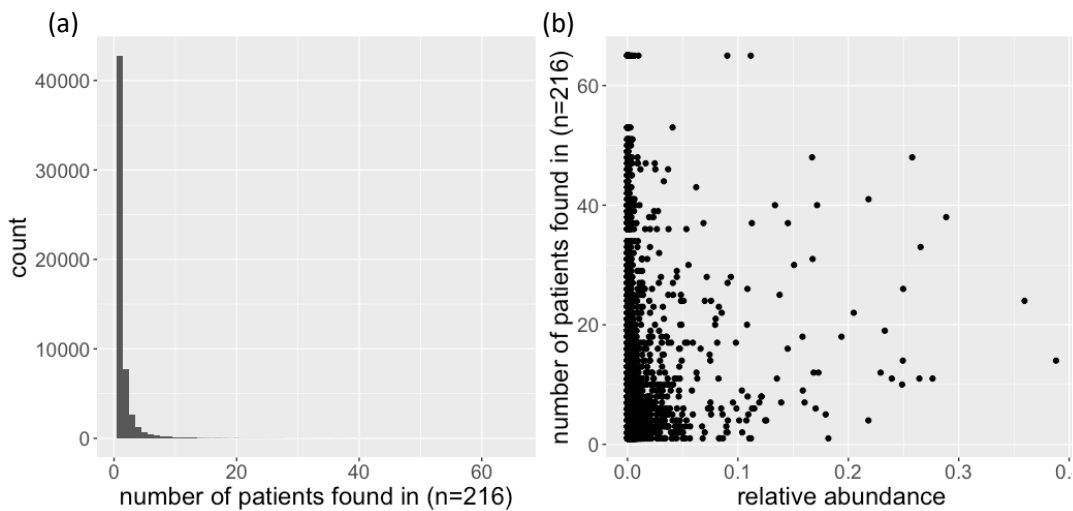 (a)
40000
30000
20000
10000
0
count
0 20 40 60
number of patients found in (n=216)
(b)
60
40
20
0
number of patients found in (n=216)
0.0 0.1 0.2 0.3
relative abundance